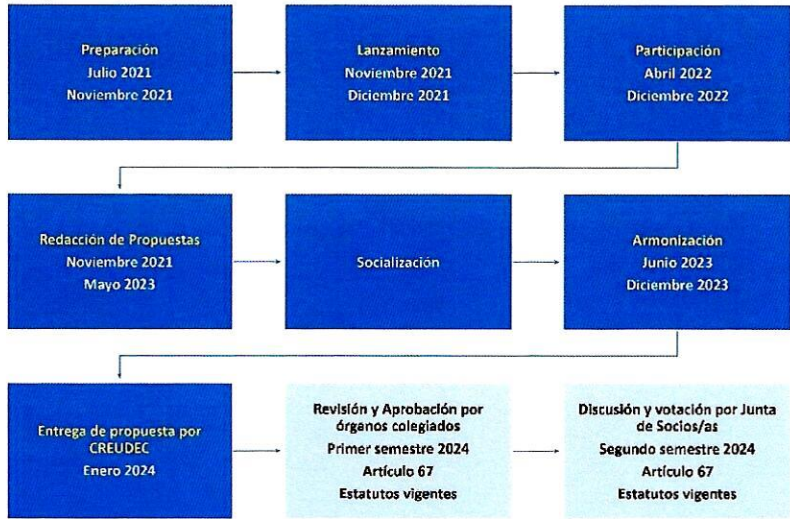 Preparación
Julio 2021
Noviembre 2021
Lanzamiento
Noviembre 2021
Diciembre 2021
Participación
Abril 2022
Diciembre 2022
Redacción de Propuestas
Noviembre 2021
Mayo 2023
Socialización
Armonización
Junio 2023
Diciembre 2023
Entrega de propuesta por
CREUDEC
Enero 2024
Revisión y Aprobación por
órganos colegiados
Primer semestre 2024
Artículo 67
Estatutos vigentes
Discusión y votación por Junta
de Socios/as
Segundo semestre 2024
Artículo 67
Estatutos vigentes